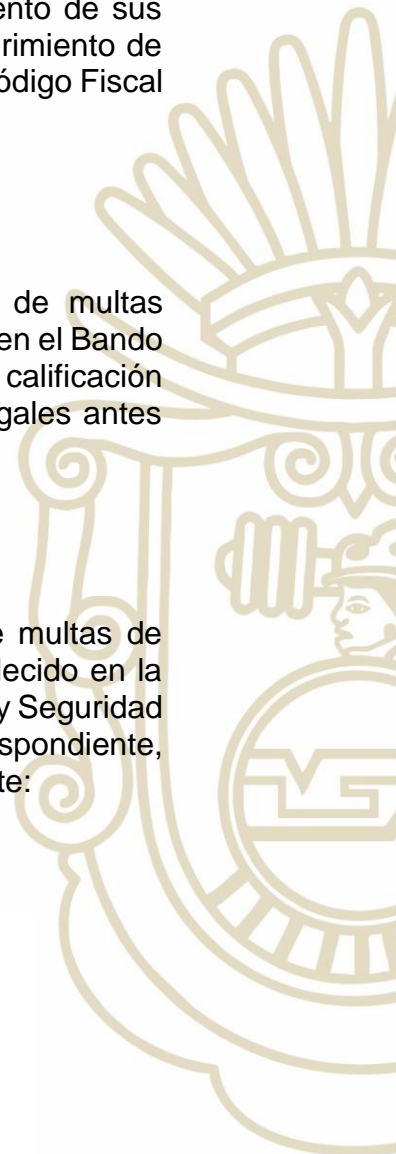 ento de sus
rimiento de
ódigo Fiscal
de multas
en el Bando
calificación
gales antes
e multas de
lecido en la
y Seguridad
spondiente,
te: